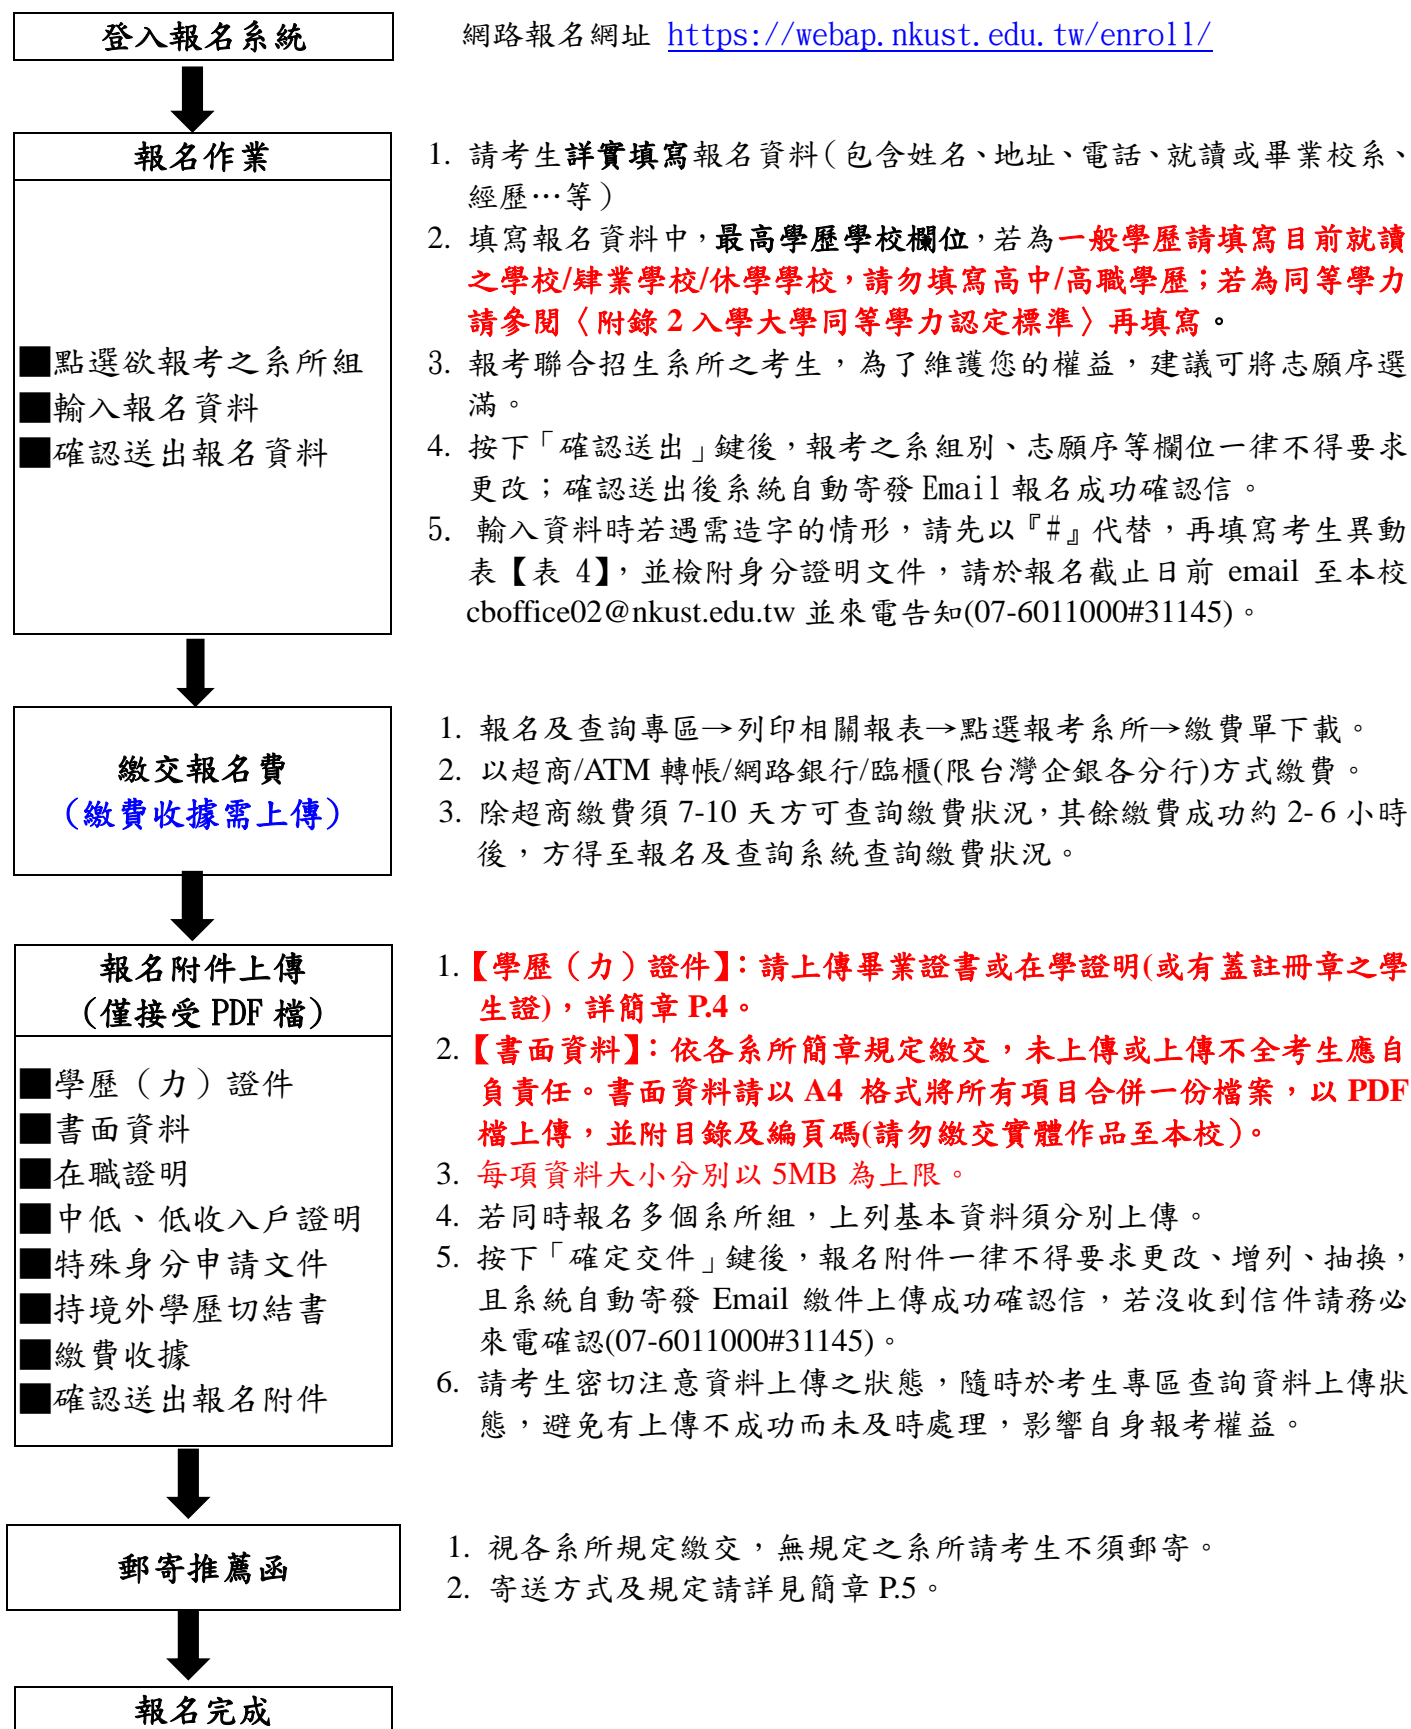 登入報名系統
網路報名網址 https://webap.nkust.edu.tw/enroll/
報名作業
■點選欲報考之系所組
■輸入報名資料
■確認送出報名資料
1. 請考生詳實填寫報名資料(包含姓名、地址、電話、就讀或畢業校系、
經歷…等)
2. 填寫報名資料中，最高學歷學校欄位，若為一般學歷請填寫目前就讀
之學校/肄業學校/休學學校，請勿填寫高中/高職學歷；若為同等學力
請參閱〈附錄 2 入學大學同等學力認定標準〉再填寫。
3. 報考聯合招生系所之考生，為了維護您的權益，建議可將志願序選
滿。
4. 按下「確認送出」鍵後，報考之系組別、志願序等欄位一律不得要求
更改；確認送出後系統自動寄發 Email 報名成功確認信。
5. 輸入資料時若遇需造字的情形，請先以『#』代替，再填寫考生異動
表【表 4】，並檢附身分證明文件，請於報名截止日前 email 至本校
cboffice02@nkust.edu.tw 並來電告知(07-6011000#31145)。
繳交報名費
(繳費收據需上傳)
1. 報名及查詢專區→列印相關報表→點選報考系所→繳費單下載。
2. 以超商/ATM 轉帳/網路銀行/臨櫃(限台灣企銀各分行)方式繳費。
3. 除超商繳費須 7-10 天方可查詢繳費狀況，其餘繳費成功約 2- 6 小時
後，方得至報名及查詢系統查詢繳費狀況。
報名附件上傳
(僅接受 PDF 檔)
■學歷（力）證件
■書面資料
■在職證明
■中低、低收入戶證明
■特殊身分申請文件
■持境外學歷切結書
■繳費收據
■確認送出報名附件
1.【學歷（力）證件】：請上傳畢業證書或在學證明(或有蓋註冊章之學
生證)，詳簡章 P.4。
2.【書面資料】：依各系所簡章規定繳交，未上傳或上傳不全考生應自
負責任。書面資料請以 A4 格式將所有項目合併一份檔案，以 PDF
檔上傳，並附目錄及編頁碼(請勿繳交實體作品至本校)。
3. 每項資料大小分別以 5MB 為上限。
4. 若同時報名多個系所組，上列基本資料須分別上傳。
5. 按下「確定交件」鍵後，報名附件一律不得要求更改、增列、抽換，
且系統自動寄發 Email 繳件上傳成功確認信，若沒收到信件請務必
來電確認(07-6011000#31145)。
6. 請考生密切注意資料上傳之狀態，隨時於考生專區查詢資料上傳狀
態，避免有上傳不成功而未及時處理，影響自身報考權益。
郵寄推薦函
1. 視各系所規定繳交，無規定之系所請考生不須郵寄。
2. 寄送方式及規定請詳見簡章 P.5。
報名完成